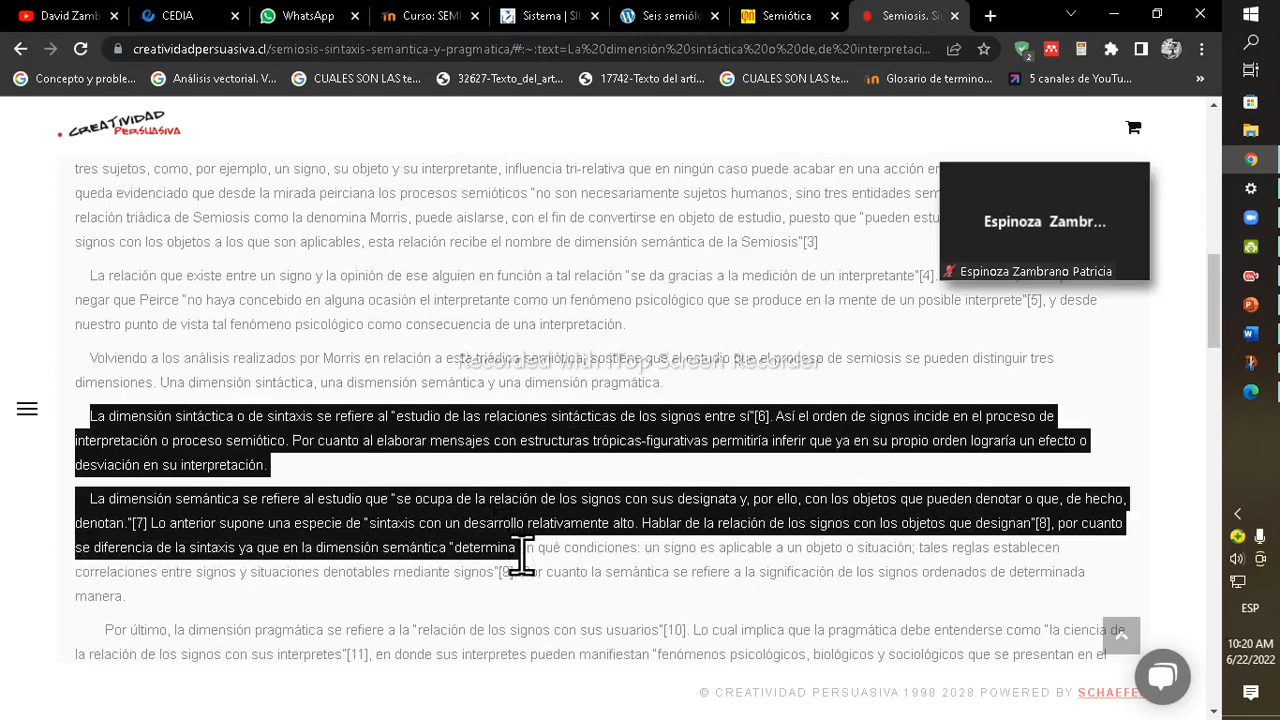 David Zamb
CEDIA
WhatsApp
Curso: SEMI
Sistema | SIU
Seis semiólo
Semiótica
Semiosis. Si
creatividadpersuasiva.cl/semiosis-sintaxis-semantica-y-pragmatica/#:~:text=La%20dimensión%20sintáctica%20o%20de,de%20interpretaci...
2
Concepto y proble...
Análisis vectorial. V...
CUALES SON LAS te...
32627-Texto_del_art...
17742-Texto del artí...
CUALES SON LAS te...
Glosario de termino...
5 canales de YouTu...
CREATIVIDAD
PERSUASIVA
tres sujetos, como, por ejemplo, un signo, su objeto y su interpretante, influencia tri-relativa que en ningún caso puede acabar en una acción en
queda evidenciado que desde la mirada peirciana los procesos semióticos "no son necesariamente sujetos humanos, sino tres entidades sem
relación triádica de Semiosis como la denomina Morris, puede aislarse, con el fin de convertirse en objeto de estudio, puesto que "pueden estu
signos con los objetos a los que son aplicables, esta relación recibe el nombre de dimensión semántica de la Semiosis"[3]
Espinoza Zambr...
Espinoza Zambrano Patricia
La relación que existe entre un signo y la opinión de ese alguien en función a tal relación "se da gracias a la medición de un interpretante"[4].
negar que Peirce "no haya concebido en alguna ocasión el interpretante como un fenómeno psicológico que se produce en la mente de un posible interprete"[5], y desde
nuestro punto de vista tal fenómeno psicológico como consecuencia de una interpretación.
Recorded with iTop Screen Recorder
Volviendo a los análisis realizados por Morris en relación a esta triádica semiótica, sostiene que el estudio que el proceso de semiosis se pueden distinguir tres
dimensiones. Una dimensión sintáctica, una dismensión semántica y una dimensión pragmática.
La dimensión sintáctica o de sintaxis se refiere al "estudio de las relaciones sintácticas de los signos entre sí"[6]. Así el orden de signos incide en el proceso de
interpretación o proceso semiótico. Por cuanto al elaborar mensajes con estructuras trópicas-figurativas permitiría inferir que ya en su propio orden lograría un efecto o
desviación en su interpretación.
La dimensión semántica se refiere al estudio que "se ocupa de la relación de los signos con sus designata y, por ello, con los objetos que pueden denotar o que, de hecho,
denotan."[7] Lo anterior supone una especie de "sintaxis con un desarrollo relativamente alto. Hablar de la relación de los signos con los objetos que designan"[8], por cuanto
se diferencia de la sintaxis ya que en la dimensión semántica "determina en qué condiciones: un signo es aplicable a un objeto o situación; tales reglas establecen
correlaciones entre signos y situaciones denotables mediante signos"[9]. Por cuanto la semántica se refiere a la significación de los signos ordenados de determinada
manera.
Por último, la dimensión pragmática se refiere a la "relación de los signos con sus usuarios"[10]. Lo cual implica que la pragmática debe entenderse como "la ciencia de
la relación de los signos con sus interpretes"[11], en donde sus interpretes pueden manifiestan "fenómenos psicológicos, biológicos y sociológicos que se presentan en el
© CREATIVIDAD PERSUASIVA 1998 2028 POWERED BY SCHAEFE
ESP
10:20 AM
6/22/2022